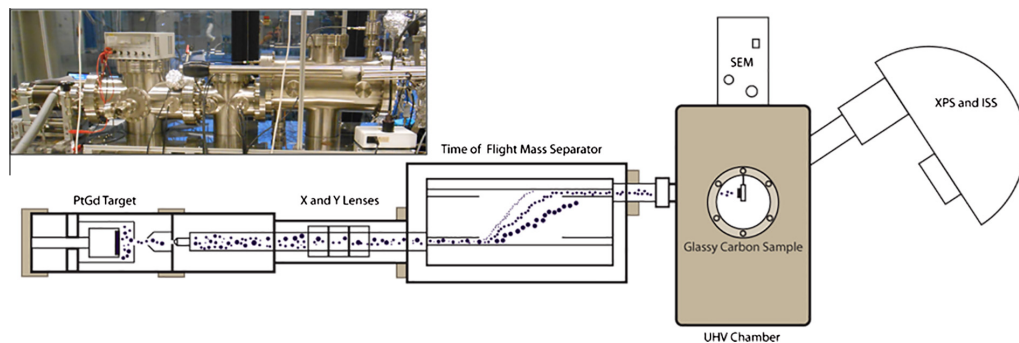 SEM
XPS and ISS
Time of Flight Mass Separator
PtGd Target
X and Y Lenses
Glassy Carbon Sample
UHV Chamber